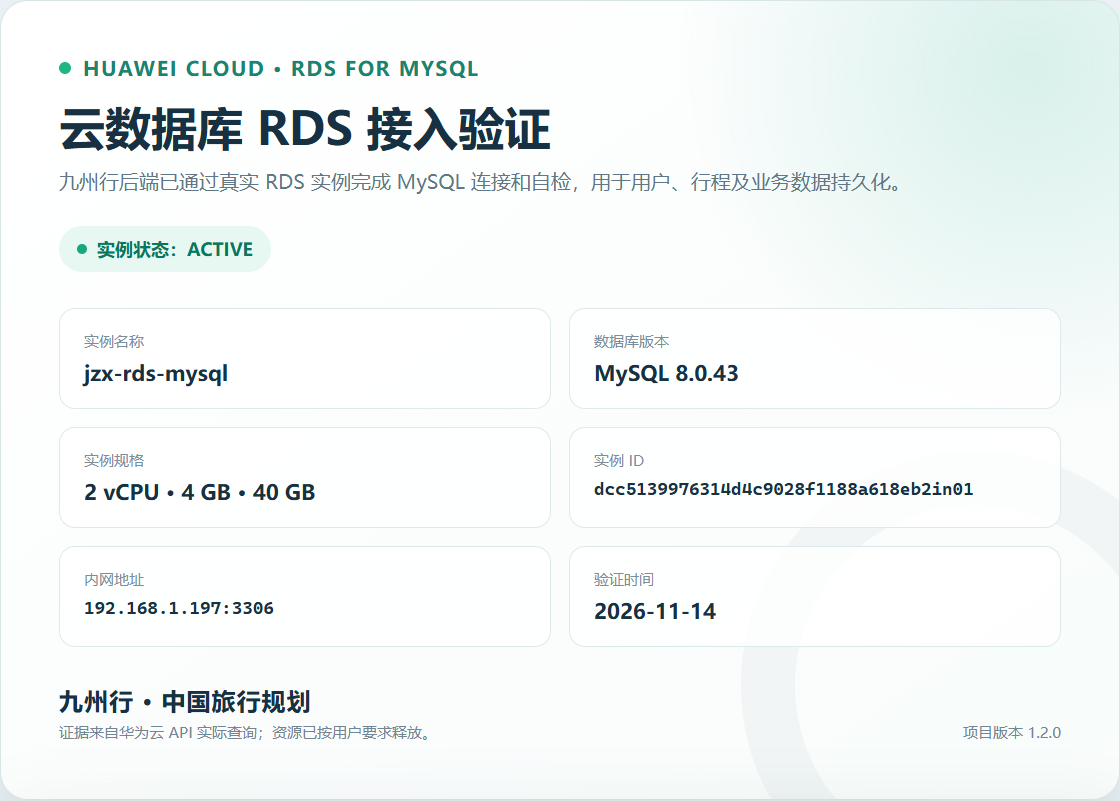 HUAWEI CLOUD • RDS FOR MYSQL
云数据库 RDS 接入验证
九州行后端已通过真实 RDS 实例完成 MySQL 连接和自检，用于用户、行程及业务数据持久化。
实例状态：ACTIVE
实例名称
jzx-rds-mysql
数据库版本
MySQL 8.0.43
实例规格
2 vCPU • 4 GB • 40 GB
实例 ID
dcc5139976314d4c9028f1188a618eb2in01
内网地址
192.168.1.197:3306
验证时间
2026-11-14
九州行 • 中国旅行规划
证据来自华为云 API 实际查询；资源已按用户要求释放。
项目版本 1.2.0